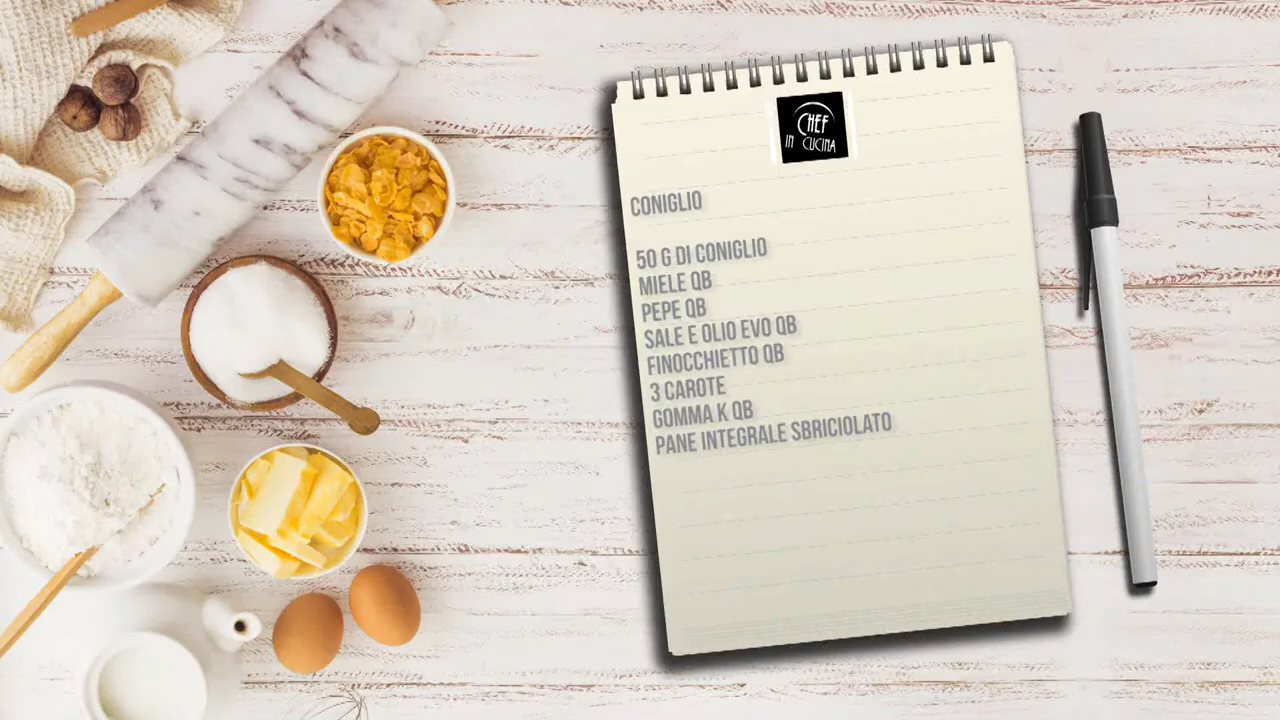 CHEF
IN CUCINA
CONIGLIO
50 G DI CONIGLIO
MIELE QB
PEPE QB
SALE E OLIO EVO QB
FINOCCHIETTO QB
3 CAROTE
GOMMA K QB
PANE INTEGRALE SBRICIOLATO